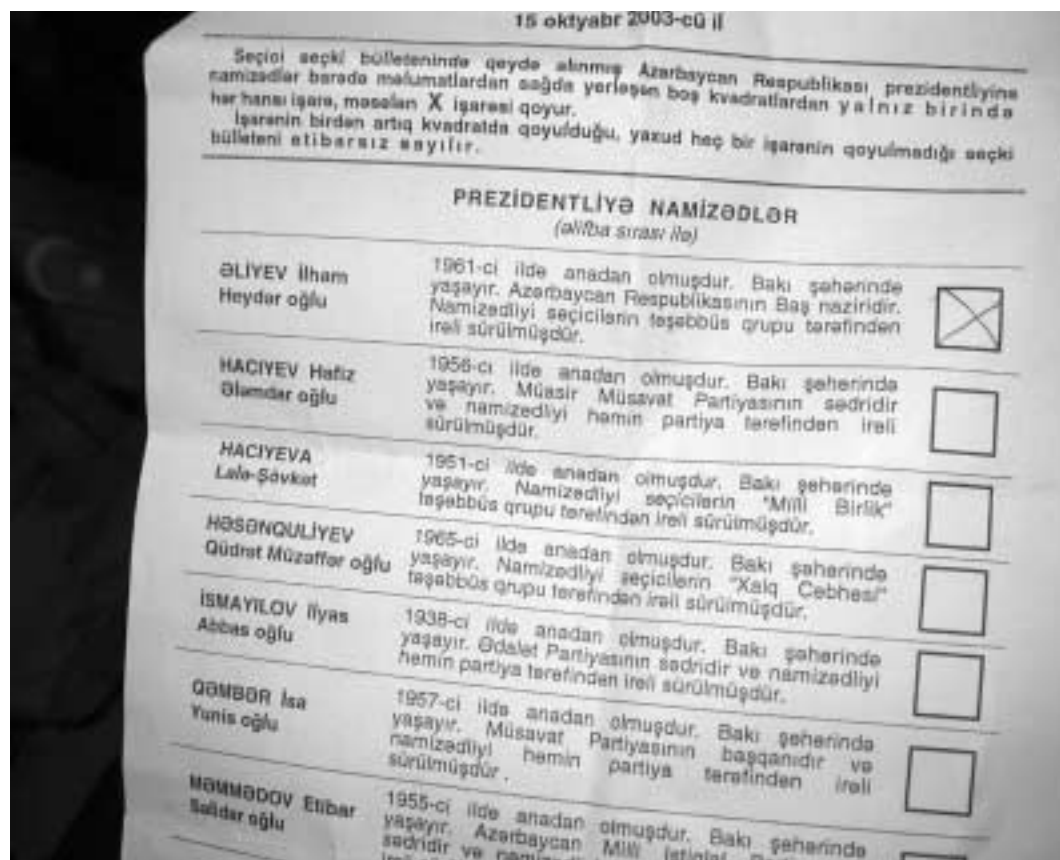 15 oktyabr 2003-cü il
Seçici seçki bülletenində qeydə alınmış Azərbaycan Respublikası prezidentliyinə
namizədlər barədə məlumatlardan sağda yerləşən boş kvadratlardan yalnız birində
hər hansı işarə, məsələn X işarəsi qoyur.
İşarənin birdən artıq kvadratda qoyulduğu, yaxud heç bir işarənin qoyulmadığı seçki
bülleteni etibarsız sayılır.
PREZİDENTLİYƏ NAMİZƏDLƏR
(əlifba sırası ilə)
ƏLİYEV İlham
Heydər oğlu
1961-ci ildə anadan olmuşdur. Bakı şəhərində
yaşayır. Azərbaycan Respublikasının Baş naziridir.
Namizədliyi seçicilərin təşəbbüs qrupu tərəfindən
irəli sürülmüşdür.
HACIYEV Hafiz
Ələmdar oğlu
1956-cı ildə anadan olmuşdur. Bakı şəhərində
yaşayır. Müasir Müsavat Partiyasının sədridir
və namizədliyi həmin partiya tərəfindən irəli
sürülmüşdür.
HACIYEVA
Lalə-Şövkət
1951-ci ildə anadan olmuşdur. Bakı şəhərində
yaşayır. Namizədliyi seçicilərin "Milli Birlik"
təşəbbüs qrupu tərəfindən irəli sürülmüşdür.
HƏSƏNQULİYEV
Qüdrət Müzəffər oğlu
1965-ci ildə anadan olmuşdur. Bakı şəhərində
yaşayır. Namizədliyi seçicilərin "Xalq Cəbhəsi"
təşəbbüs qrupu tərəfindən irəli sürülmüşdür.
İSMAYILOV İlyas
Abbas oğlu
1938-ci ildə anadan olmuşdur. Bakı şəhərində
yaşayır. Ədalət Partiyasının sədridir və namizədliyi
həmin partiya tərəfindən irəli sürülmüşdür.
QƏMBƏR İsa
Yunis oğlu
1957-ci ildə anadan olmuşdur. Bakı şəhərində
yaşayır. Müsavat Partiyasının başqanıdır və
namizədliyi həmin partiya tərəfindən irəli
sürülmüşdür.
MƏMMƏDOV Etibar
Salidar oğlu
1955-ci ildə anadan olmuşdur. Bakı şəhərində
yaşayır. Azərbaycan Milli İstiqlal
sədridir və